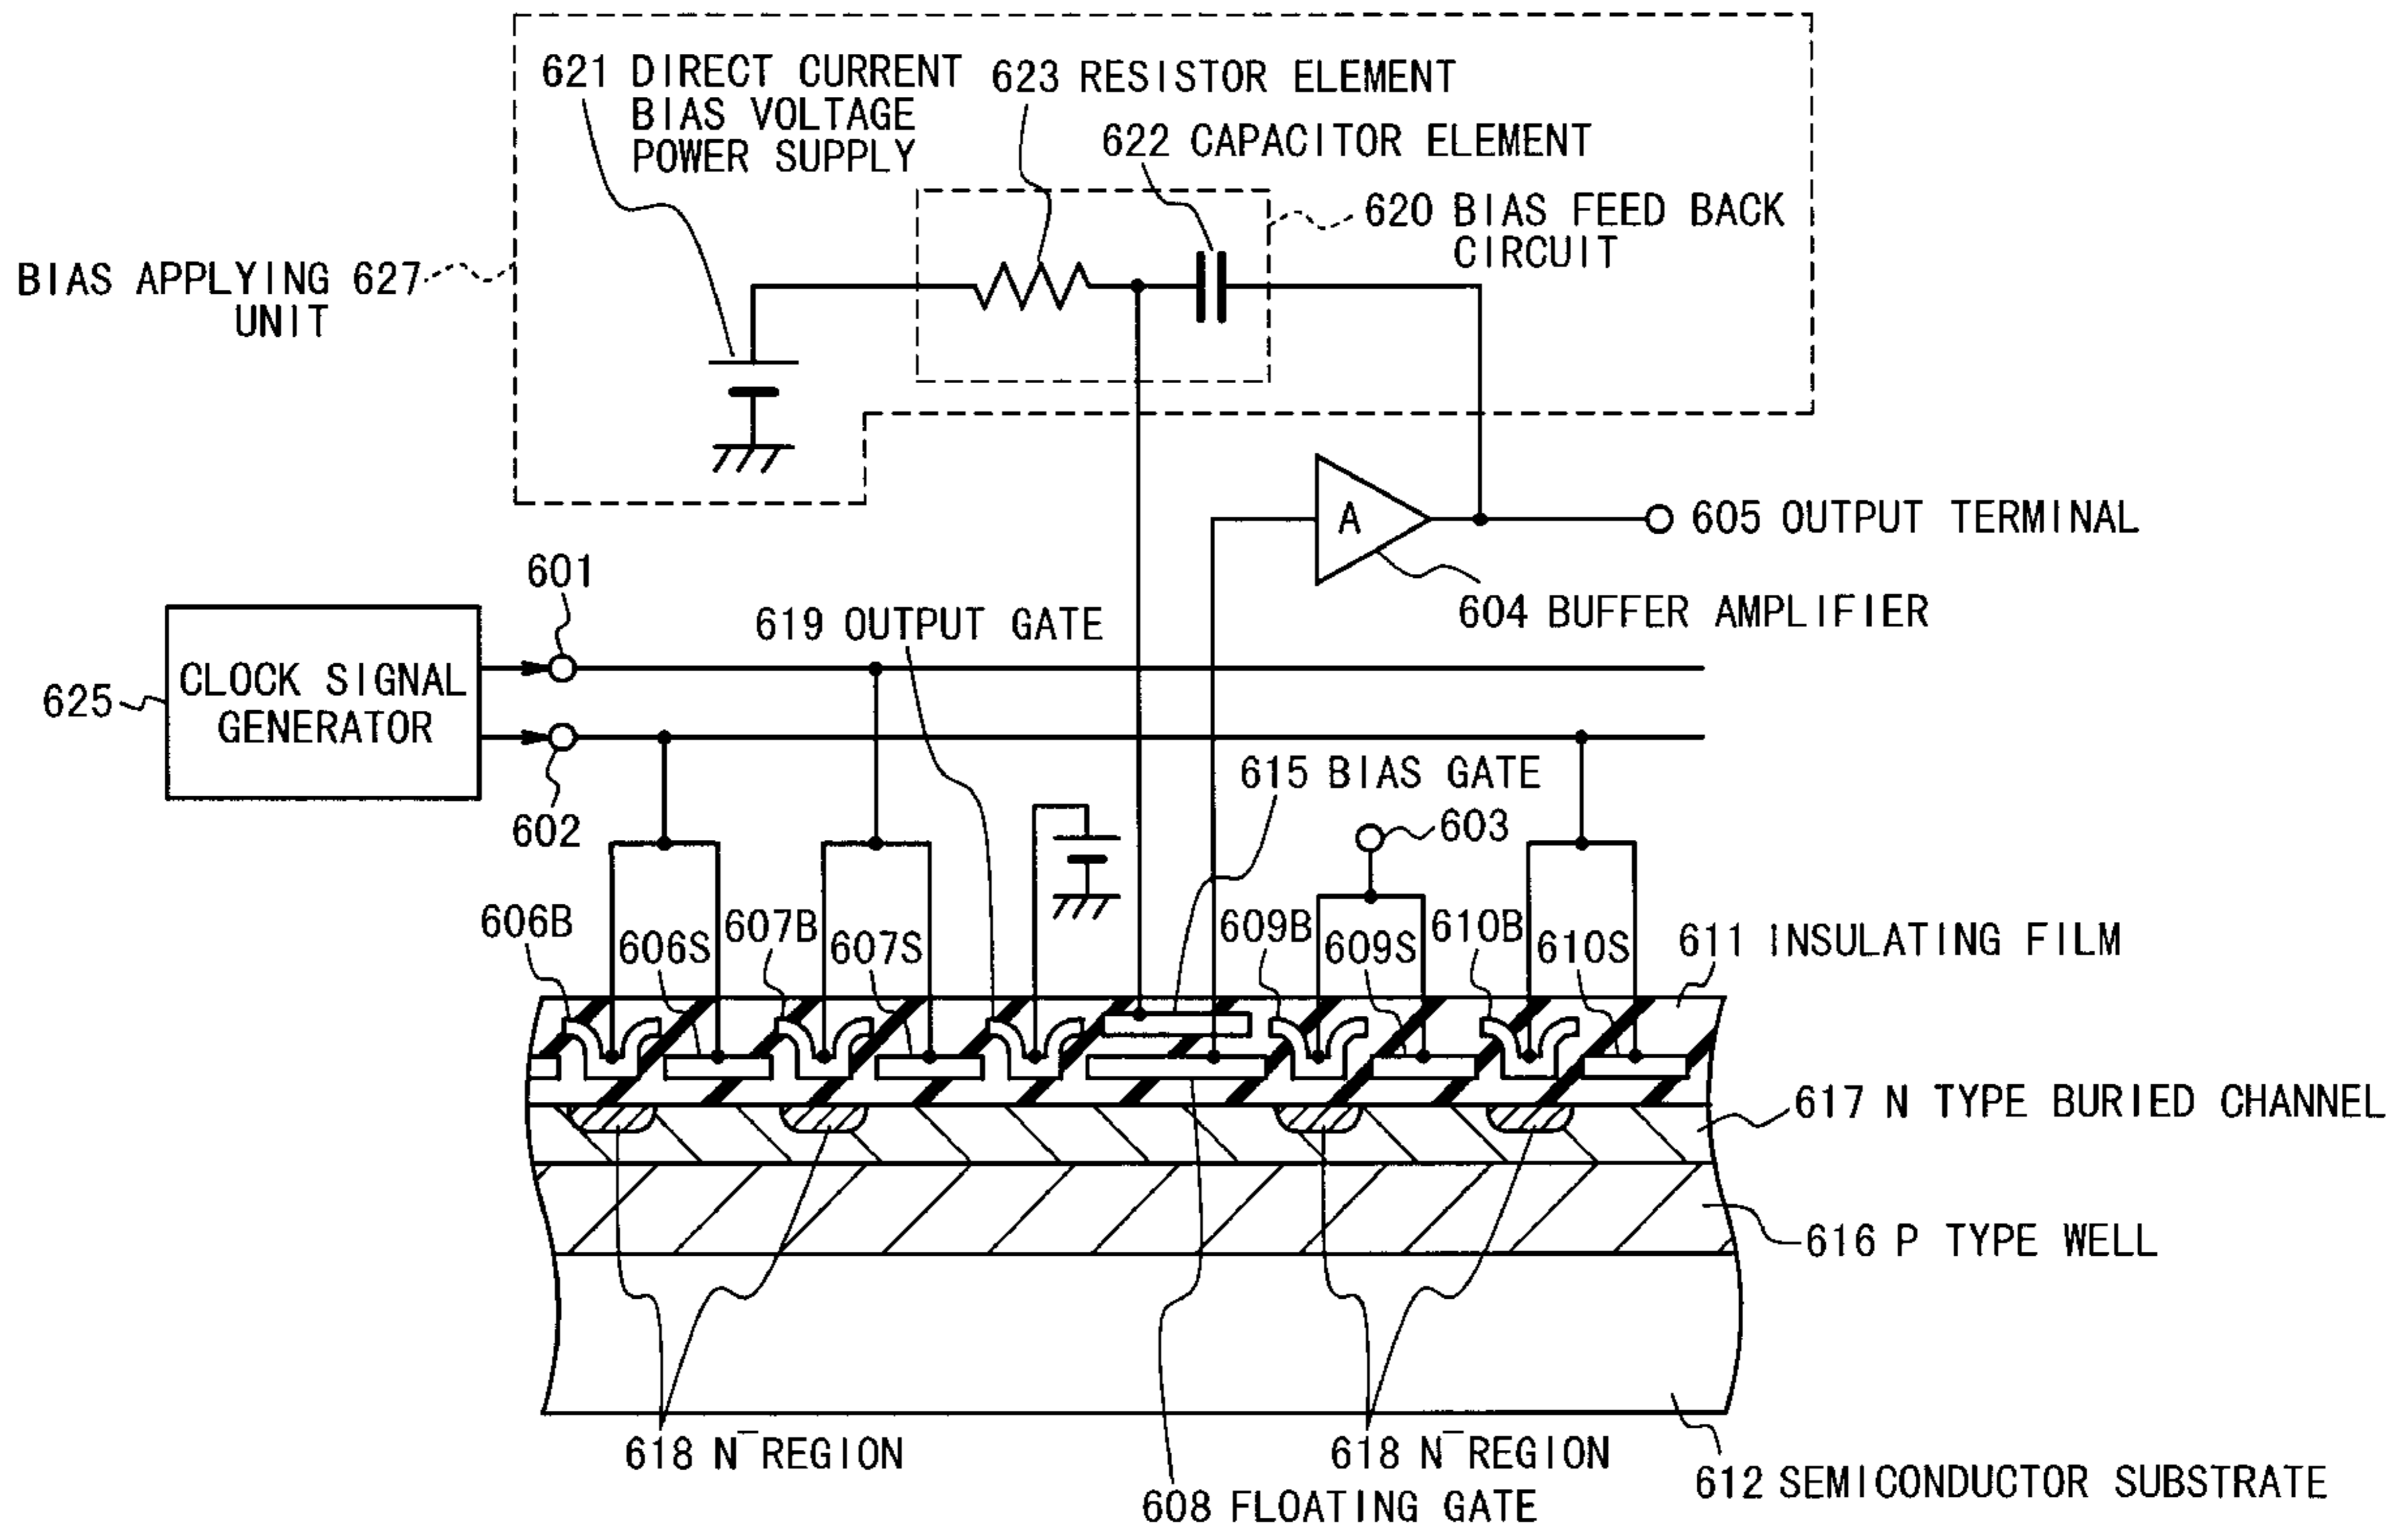 621 DIRECT CURRENT
BIAS VOLTAGE
POWER SUPPLY
623 RESISTOR ELEMENT
622 CAPACITOR ELEMENT
620 BIAS FEED BACK
CIRCUIT
BIAS APPLYING 627
UNIT
A
605 OUTPUT TERMINAL
604 BUFFER AMPLIFIER
601
619 OUTPUT GATE
625
CLOCK SIGNAL
GENERATOR
602
615 BIAS GATE
603
606B
606S
607B
607S
609B
609S
610B
610S
611 INSULATING FILM
617 N TYPE BURIED CHANNEL
616 P TYPE WELL
618 N⁻REGION
618 N⁻REGION
612 SEMICONDUCTOR SUBSTRATE
608 FLOATING GATE